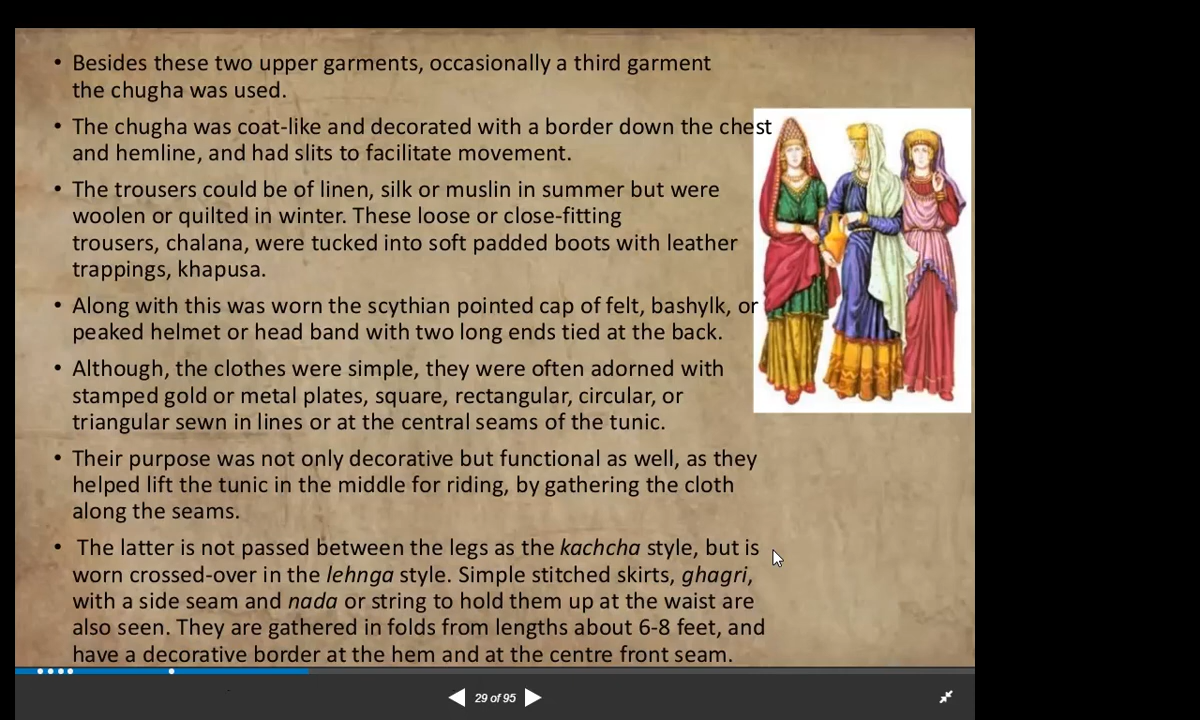 • Besides these two upper garments, occasionally a third garment
the chugha was used.
• The chugha was coat-like and decorated with a border down the chest
and hemline, and had slits to facilitate movement.
• The trousers could be of linen, silk or muslin in summer but were
woolen or quilted in winter. These loose or close-fitting
trousers, chalana, were tucked into soft padded boots with leather
trappings, khapusa.
• Along with this was worn the scythian pointed cap of felt, bashylk, or
peaked helmet or head band with two long ends tied at the back.
• Although, the clothes were simple, they were often adorned with
stamped gold or metal plates, square, rectangular, circular, or
triangular sewn in lines or at the central seams of the tunic.
• Their purpose was not only decorative but functional as well, as they
helped lift the tunic in the middle for riding, by gathering the cloth
along the seams.
• The latter is not passed between the legs as the kachcha style, but is
worn crossed-over in the lehnga style. Simple stitched skirts, ghagri,
with a side seam and nada or string to hold them up at the waist are
also seen. They are gathered in folds from lengths about 6-8 feet, and
have a decorative border at the hem and at the centre front seam.
29 of 95